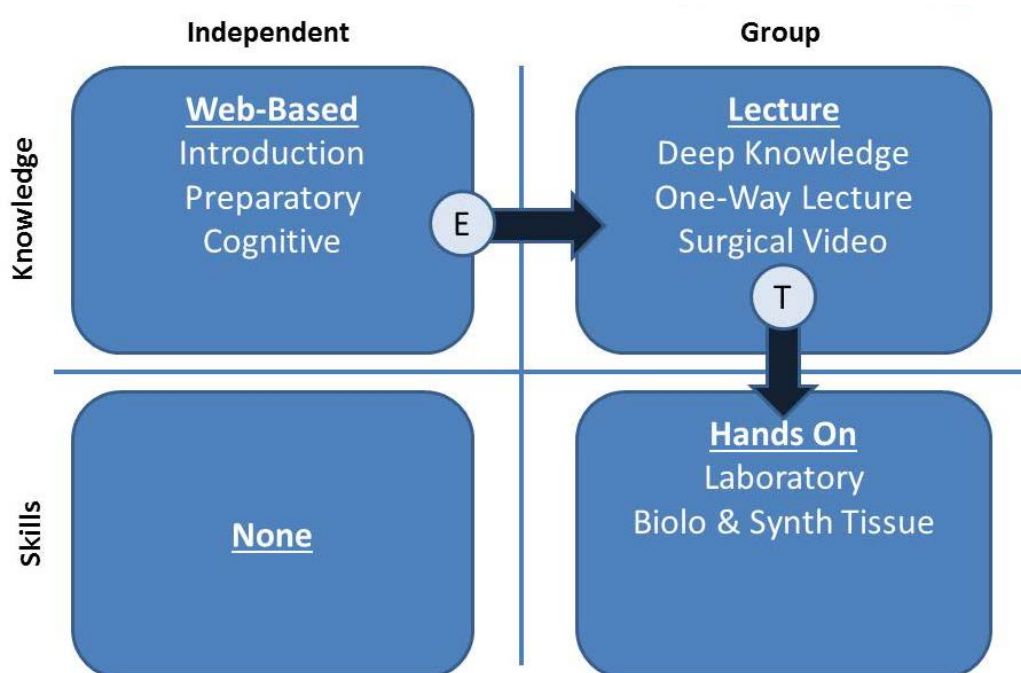 Independent
Group
Knowledge
Web-Based
Introduction
Preparatory
Cognitive
E
Lecture
Deep Knowledge
One-Way Lecture
Surgical Video
T
Skills
None
Hands On
Laboratory
Biolo & Synth Tissue